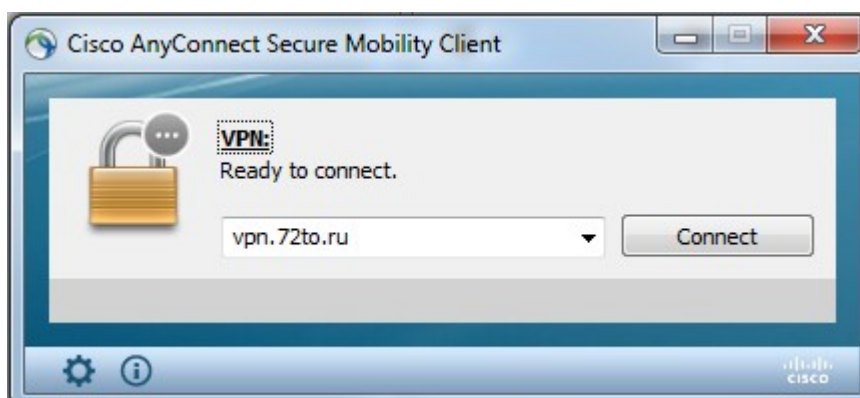 Cisco AnyConnect Secure Mobility Client
VPN:
Ready to connect.
vpn.72to.ru
Connect
cisco